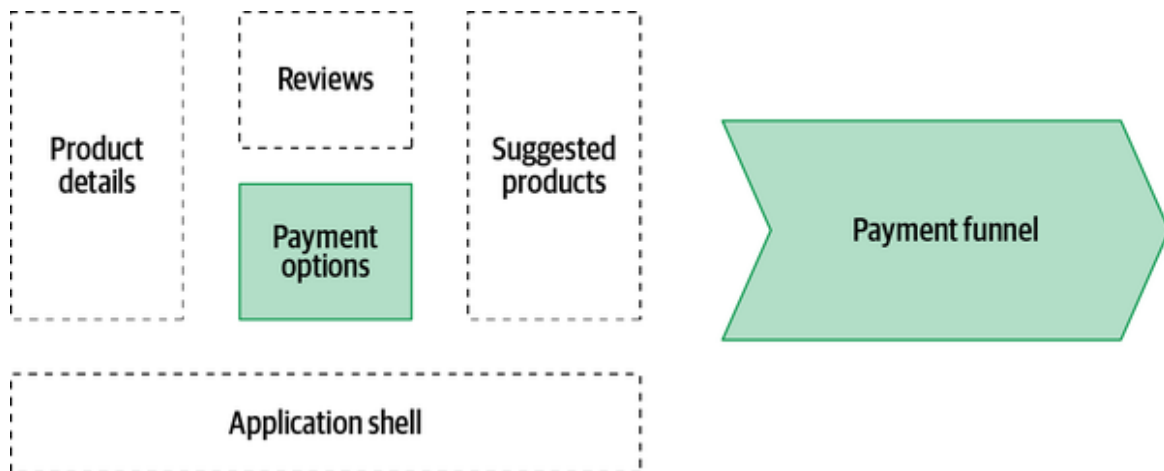 Product
details
Reviews
Payment
options
Suggested
products
Payment funnel
Application shell